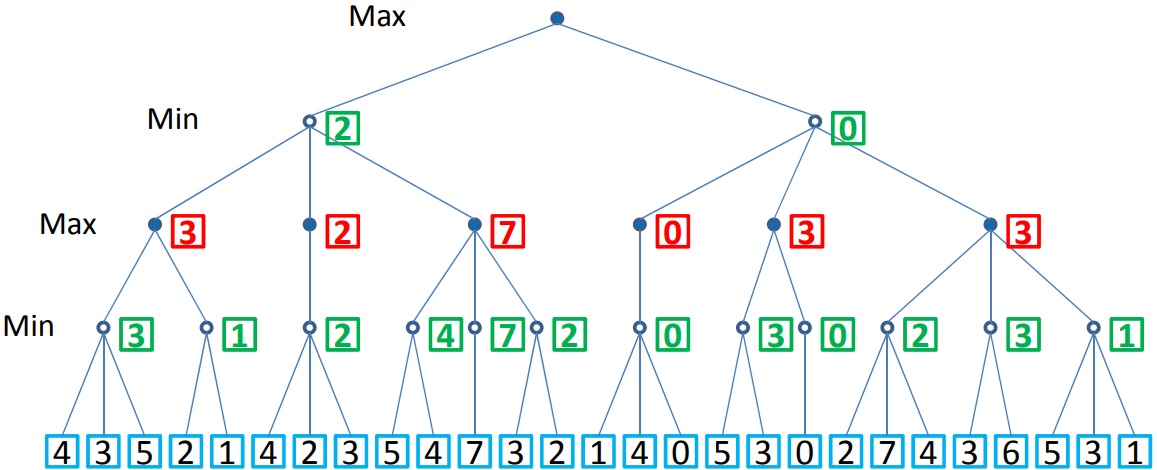 Max
Min 2 0
Max 3 2 7 0 3 3
Min 3 1 2 4 7 2 0 3 0 2 3 1
4 3 5 2 1 4 2 3 5 4 7 3 2 1 4 0 5 3 0 2 7 4 3 6 5 3 1